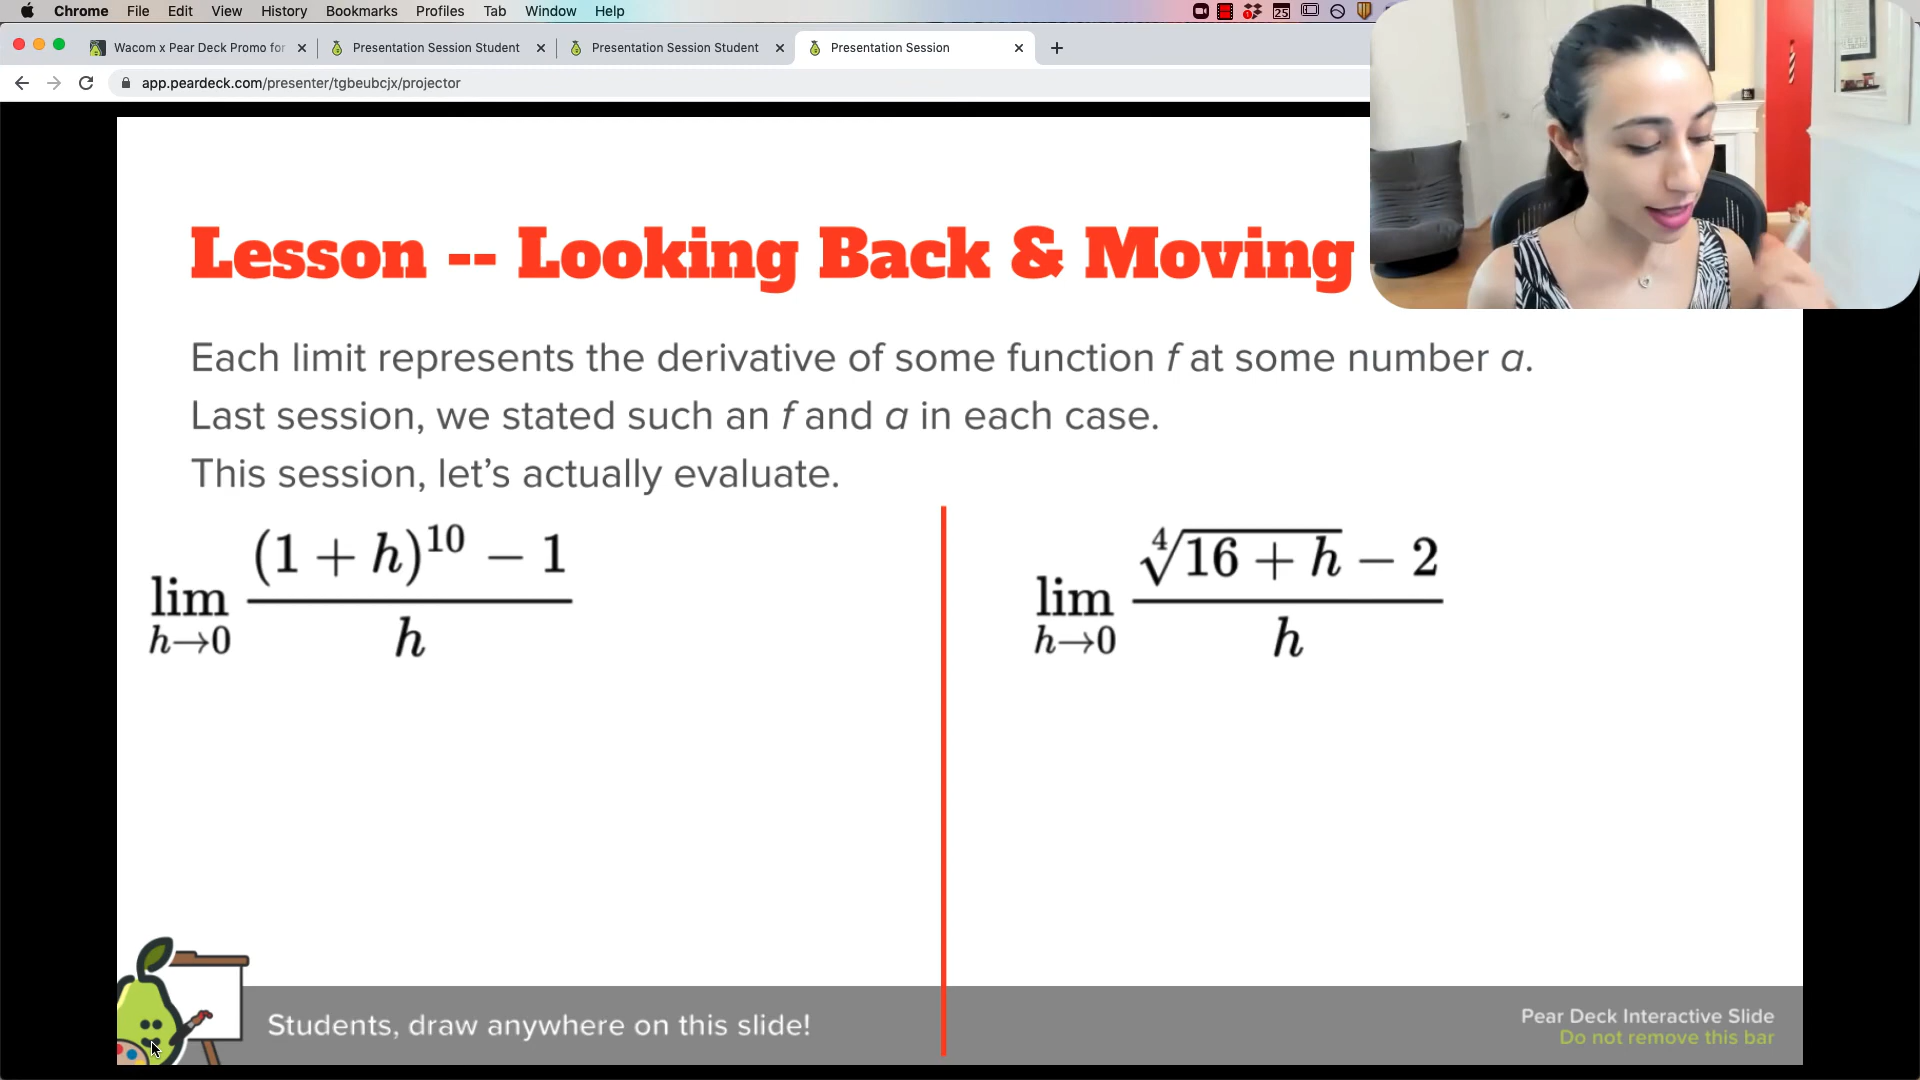 Chrome File Edit View History Bookmarks Profiles Tab Window Help
25
Wacom x Pear Deck Promo for
Presentation Session Student
Presentation Session Student
Presentation Session
app.peardeck.com/presenter/tgbeubcjx/projector
Lesson -- Looking Back & Moving
Each limit represents the derivative of some function f at some number a.
Last session, we stated such an f and a in each case.
This session, let’s actually evaluate.
lim h→0 (1 + h)¹⁰ − 1 / h
lim h→0 ∜(16 + h) − 2 / h
Students, draw anywhere on this slide!
Pear Deck Interactive Slide
Do not remove this bar